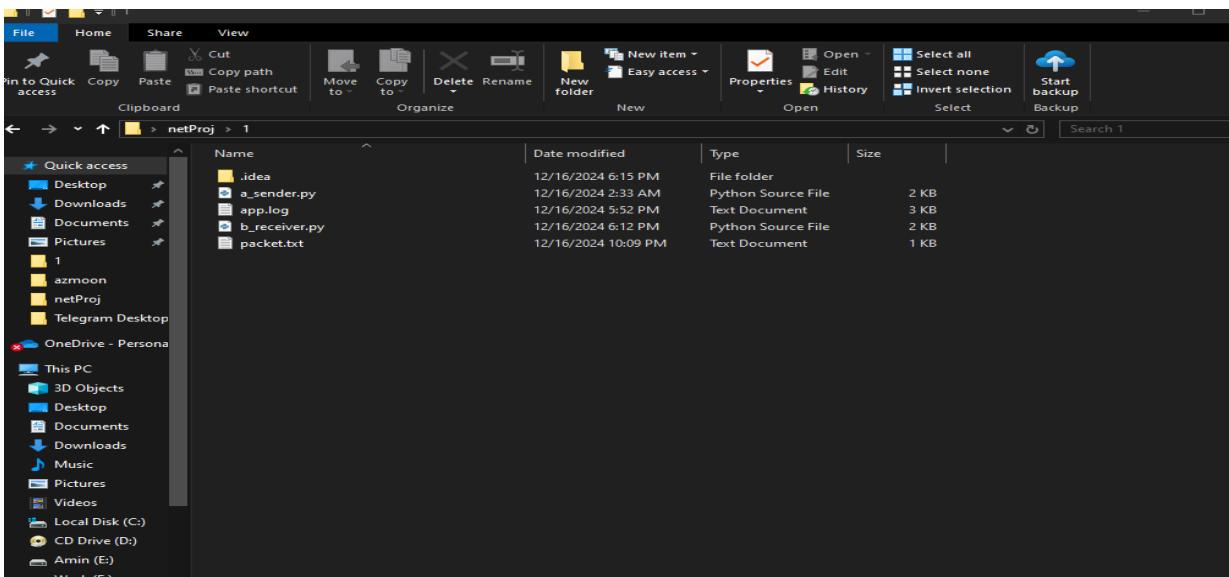 File Home Share View
Pin to Quick access
Copy
Paste
Cut
Copy path
Paste shortcut
Clipboard
Move to
Copy to
Delete
Rename
Organize
New folder
New item
Easy access
New
Properties
Open
Edit
History
Open
Select all
Select none
Invert selection
Select
Start backup
Backup
> netProj > 1
Search 1
Name Date modified Type Size
.idea 12/16/2024 6:15 PM File folder
a_sender.py 12/16/2024 2:33 AM Python Source File 2 KB
app.log 12/16/2024 5:52 PM Text Document 3 KB
b_receiver.py 12/16/2024 6:12 PM Python Source File 2 KB
packet.txt 12/16/2024 10:09 PM Text Document 1 KB
Quick access
Desktop
Downloads
Documents
Pictures
1
azmoon
netProj
Telegram Desktop
OneDrive - Persona
This PC
3D Objects
Desktop
Documents
Downloads
Music
Pictures
Videos
Local Disk (C:)
CD Drive (D:)
Amin (E:)